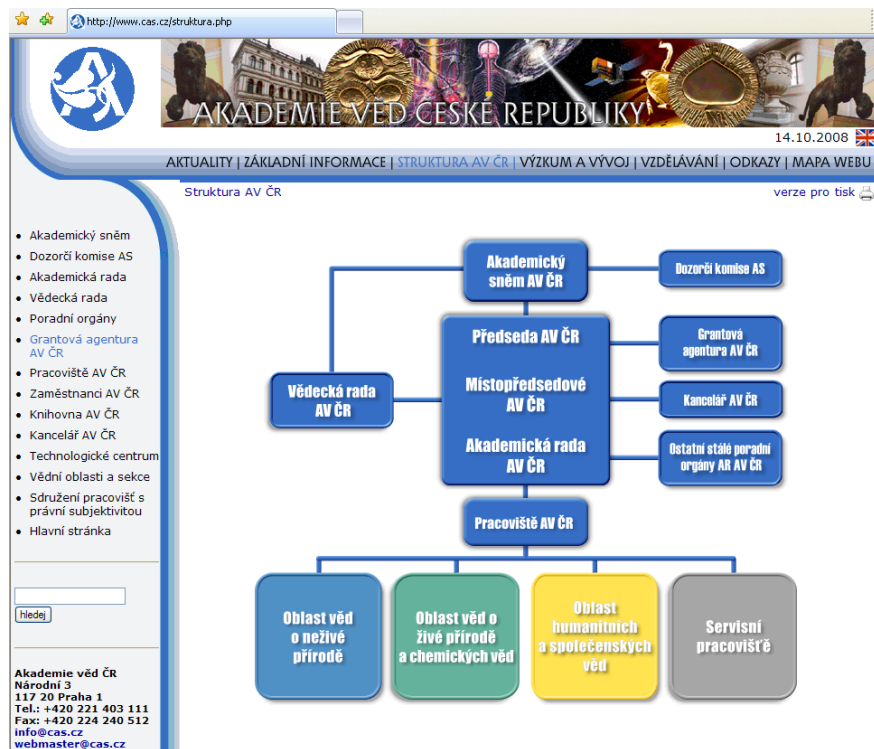 http://www.cas.cz/struktura.php
AKADEMIE VĚD ČESKÉ REPUBLIKY
14.10.2008
AKTUALITY | ZÁKLADNÍ INFORMACE | STRUKTURA AV ČR | VÝZKUM A VÝVOJ | VZDĚLÁVÁNÍ | ODKAZY | MAPA WEBU
Struktura AV ČR
verze pro tisk
Akademický sněm
Dozorčí komise AS
Akademická rada
Vědecká rada
Poradní orgány
Grantová agentura
AV ČR
Pracoviště AV ČR
Zaměstnanci AV ČR
Knihovna AV ČR
Kancelář AV ČR
Technologické centrum
Vědní oblasti a sekce
Sdružení pracovišť s
právní subjektivitou
Hlavní stránka
hledej
Akademie věd ČR
Národní 3
117 20 Praha 1
Tel.: +420 221 403 111
Fax: +420 224 240 512
info@cas.cz
webmaster@cas.cz
Akademický
sněm AV ČR
Dozorčí komise AS
Předseda AV ČR
Místopředsedové
AV ČR
Akademická rada
AV ČR
Vědecká rada
AV ČR
Grantová
agentura AV ČR
Kancelář AV ČR
Ostatní stálé poradní
orgány AR AV ČR
Pracoviště AV ČR
Oblast věd
o neživé
přírodě
Oblast věd o
živé přírodě
a chemických věd
Oblast
humanitních
a společenských
věd
Servisní
pracovišťě